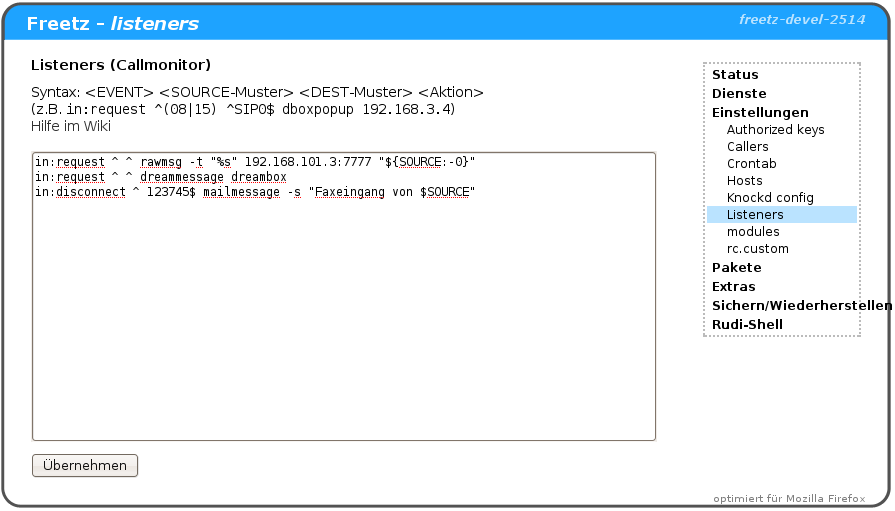 Freetz – listeners
freetz-devel-2514
Listeners (Callmonitor)
Syntax: <EVENT> <SOURCE-Muster> <DEST-Muster> <Aktion>
(z.B. in:request ^(08|15) ^SIP0$ dboxpopup 192.168.3.4)
Hilfe im Wiki
in:request ^ ^ rawmsg -t "%s" 192.168.101.3:7777 "${SOURCE:-0}"
in:request ^ ^ dreammessage dreambox
in:disconnect ^ 123745$ mailmessage -s "Faxeingang von $SOURCE"
Übernehmen
Status
Dienste
Einstellungen
Authorized keys
Callers
Crontab
Hosts
Knockd config
Listeners
modules
rc.custom
Pakete
Extras
Sichern/Wiederherstellen
Rudi-Shell
optimiert für Mozilla Firefox